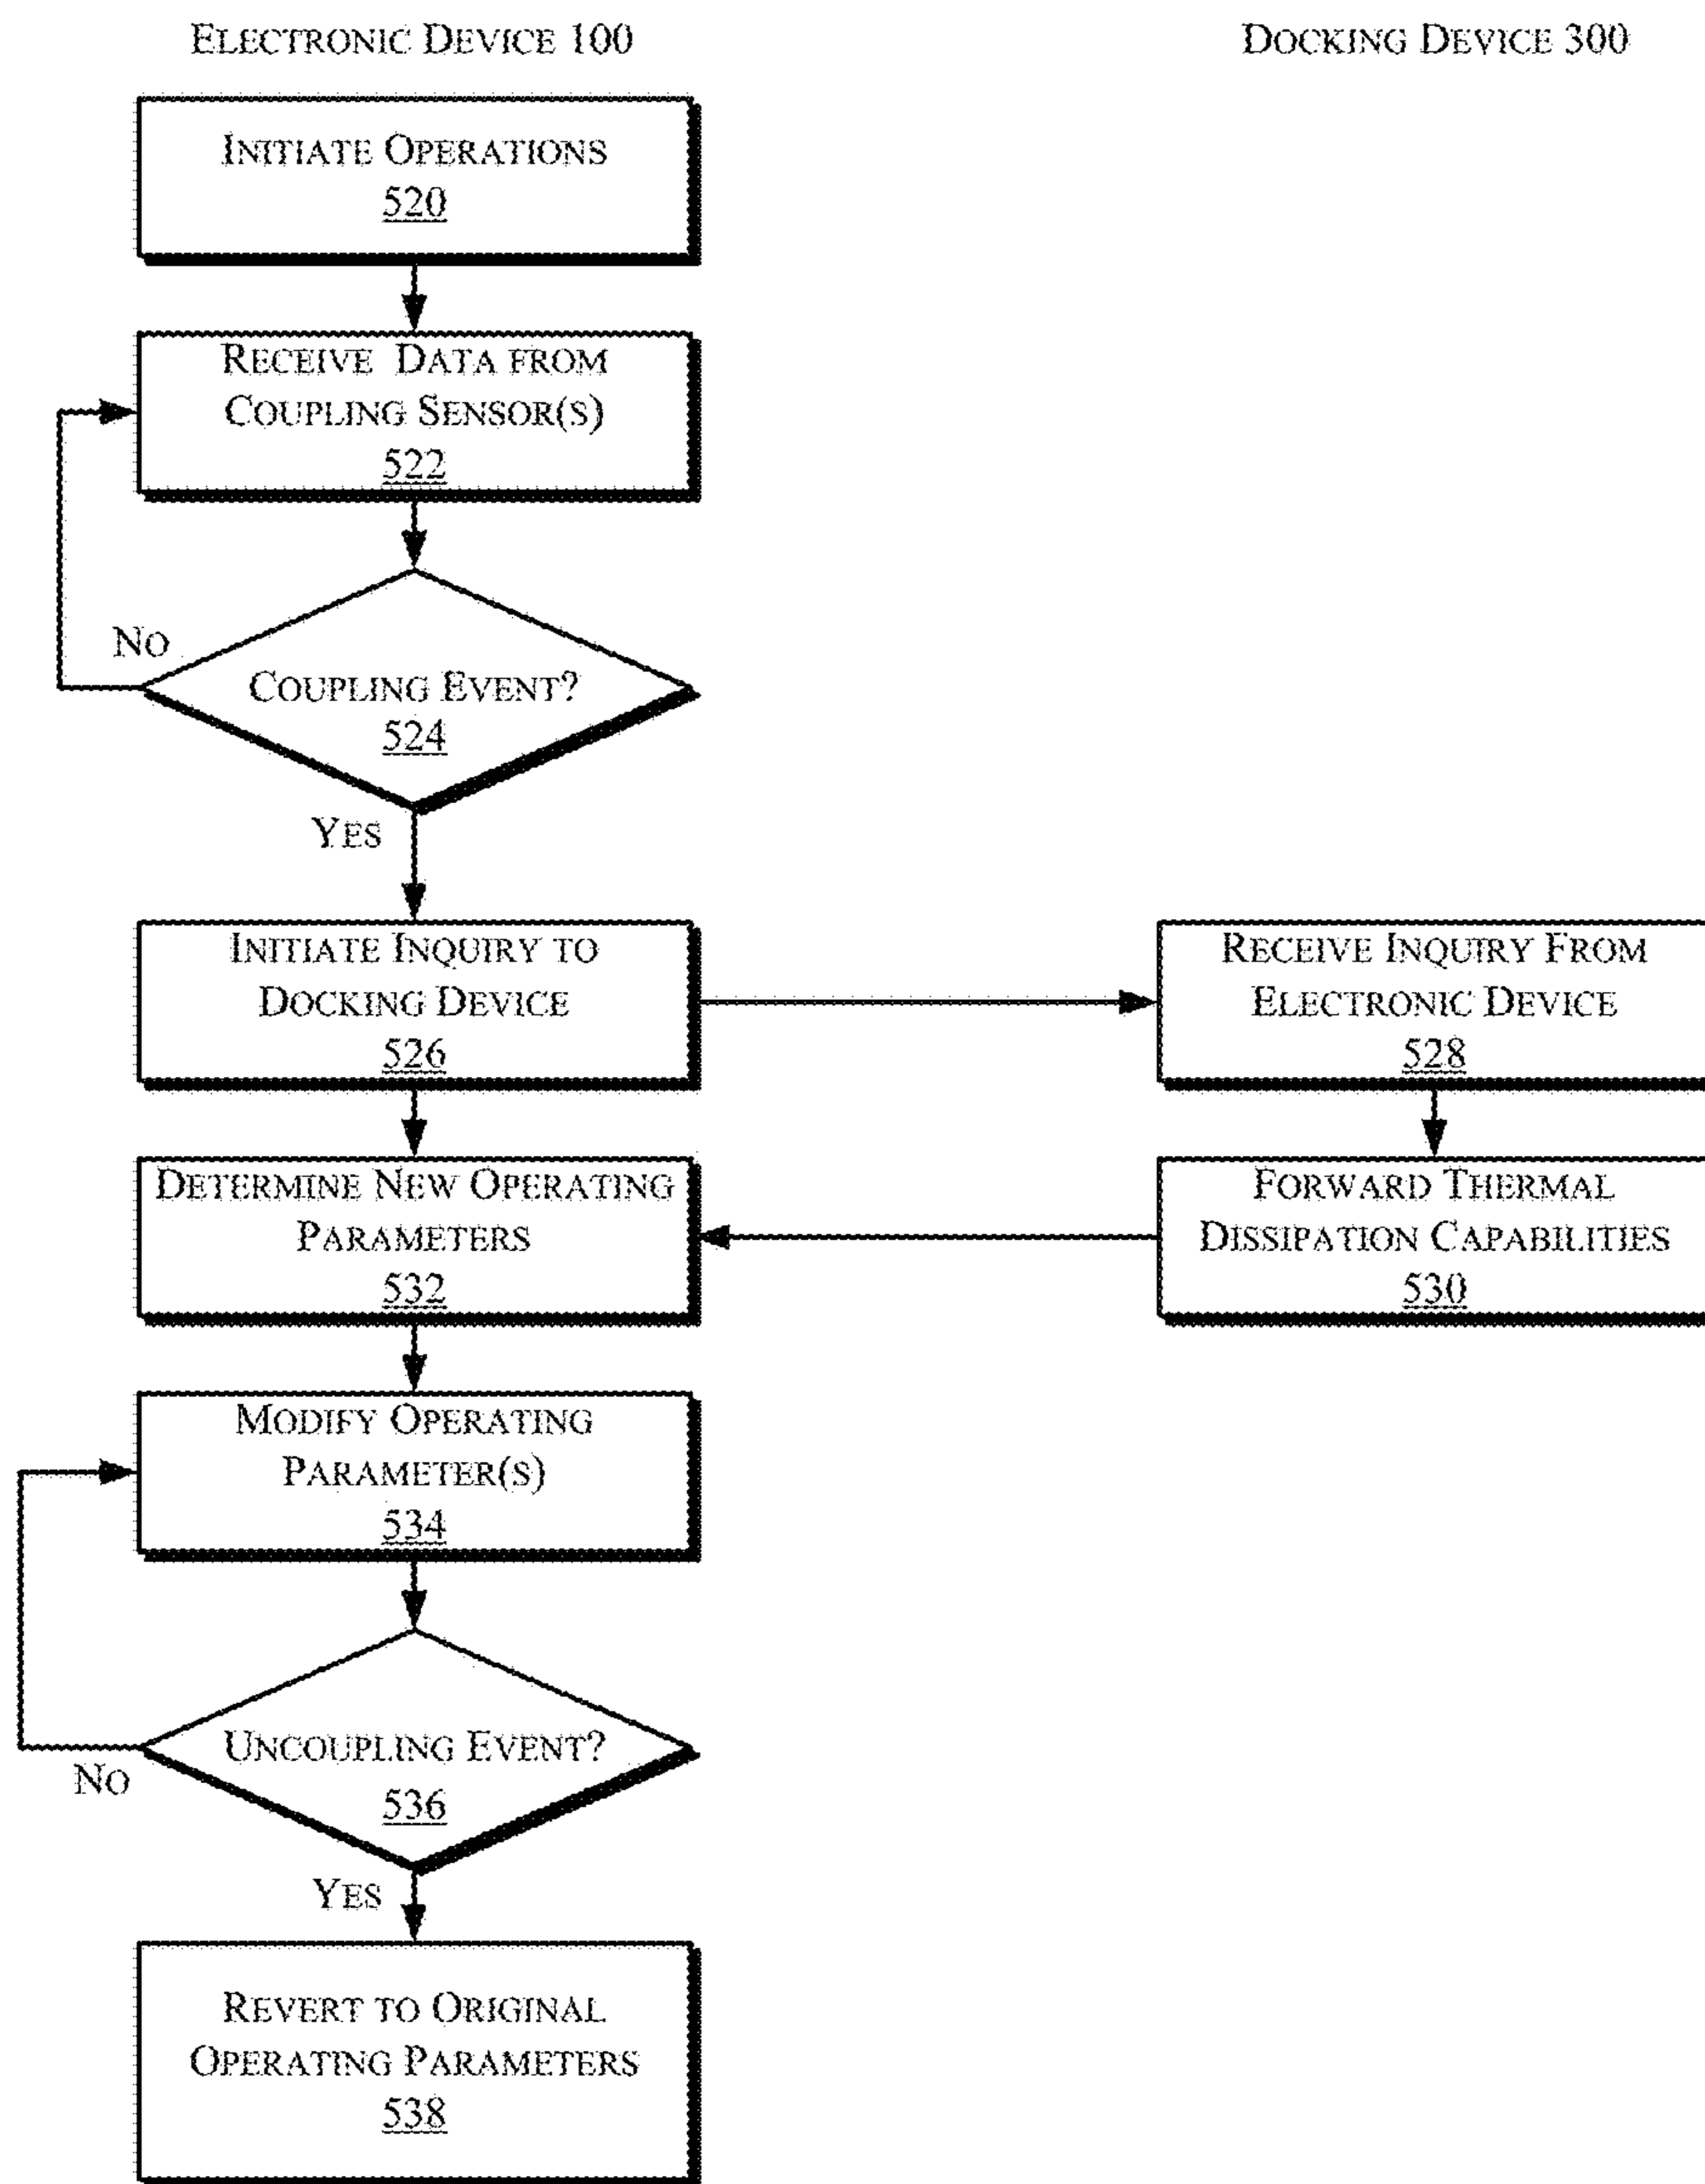 ELECTRONIC DEVICE 100
DOCKING DEVICE 300
INITIATE OPERATIONS
520
RECEIVE DATA FROM
COUPLING SENSOR(S)
522
NO
COUPLING EVENT?
524
YES
INITIATE INQUIRY TO
DOCKING DEVICE
526
RECEIVE INQUIRY FROM
ELECTRONIC DEVICE
528
DETERMINE NEW OPERATING
PARAMETERS
532
FORWARD THERMAL
DISSIPATION CAPABILITIES
530
MODIFY OPERATING
PARAMETER(S)
534
UNCOUPLING EVENT?
536
NO
YES
REVERT TO ORIGINAL
OPERATING PARAMETERS
538